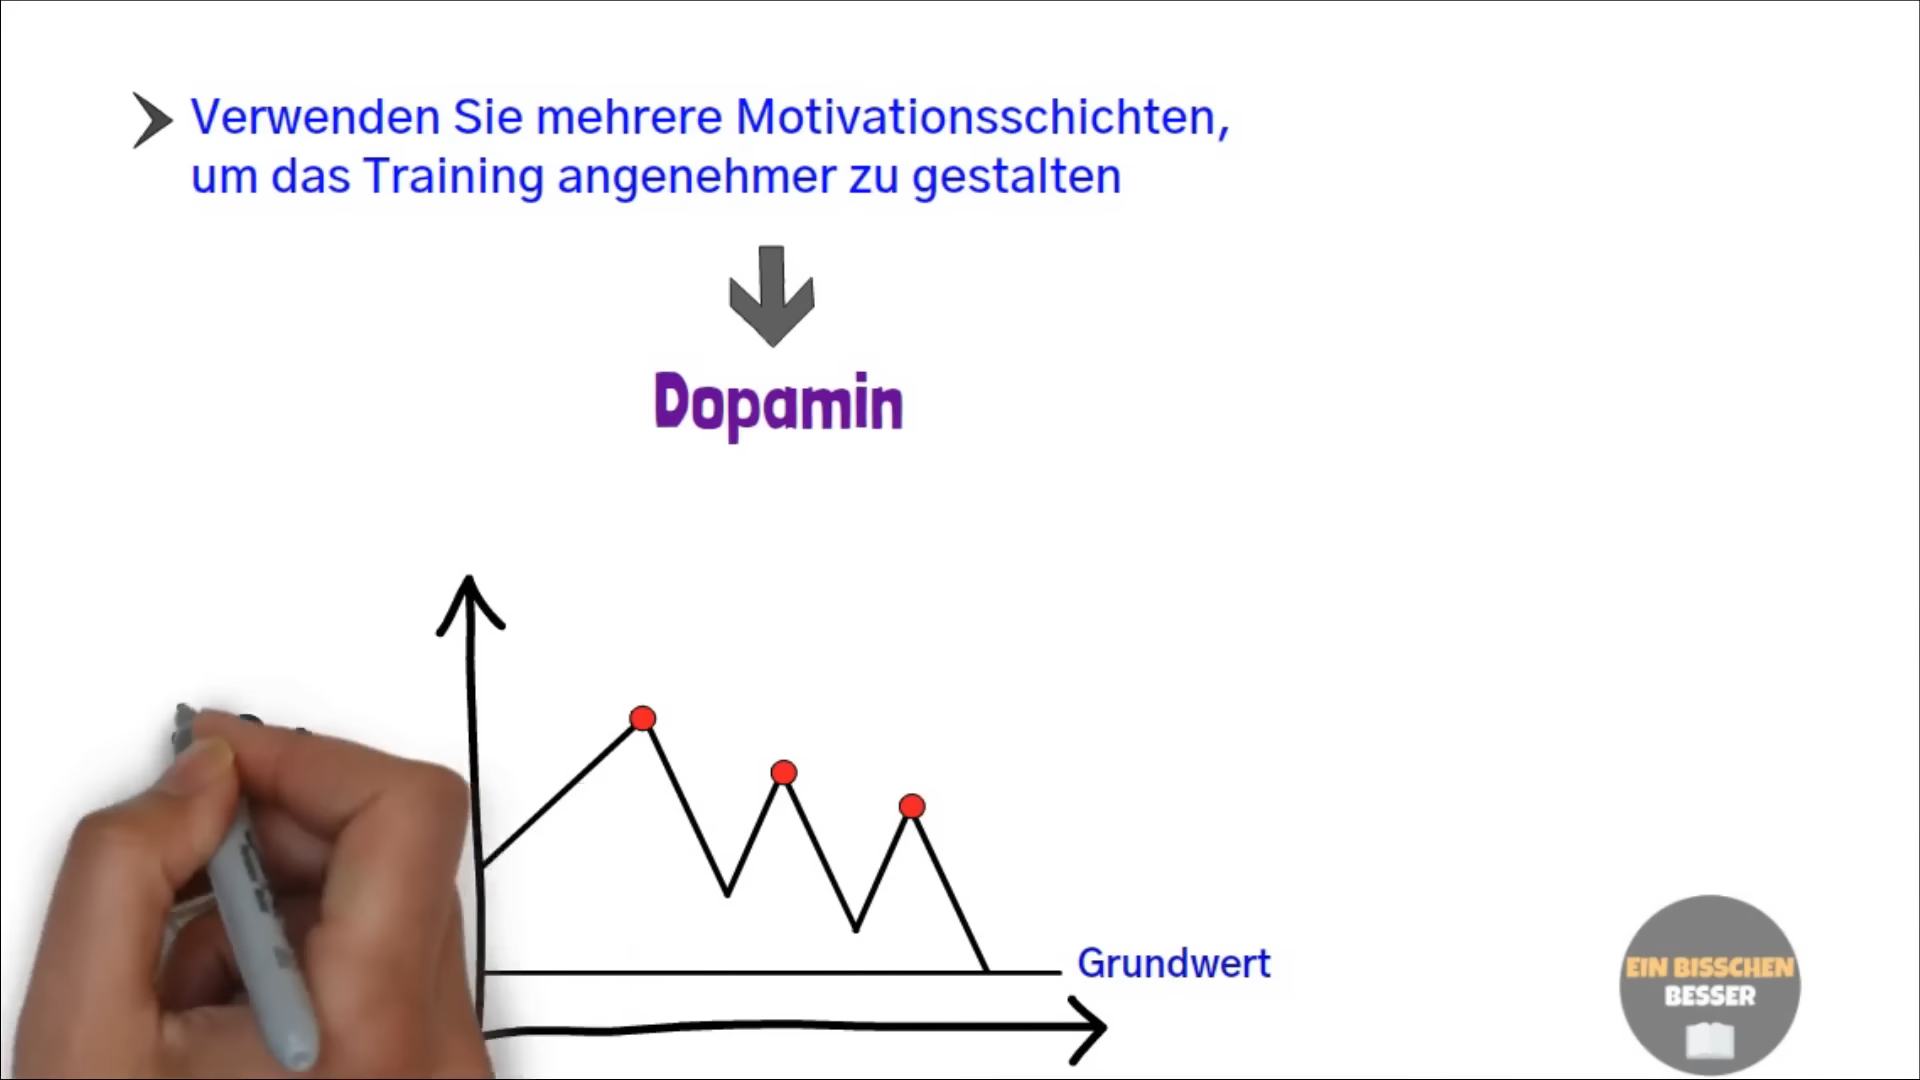 Verwenden Sie mehrere Motivationsschichten,
um das Training angenehmer zu gestalten
Dopamin
Grundwert
EIN BISSCHEN
BESSER